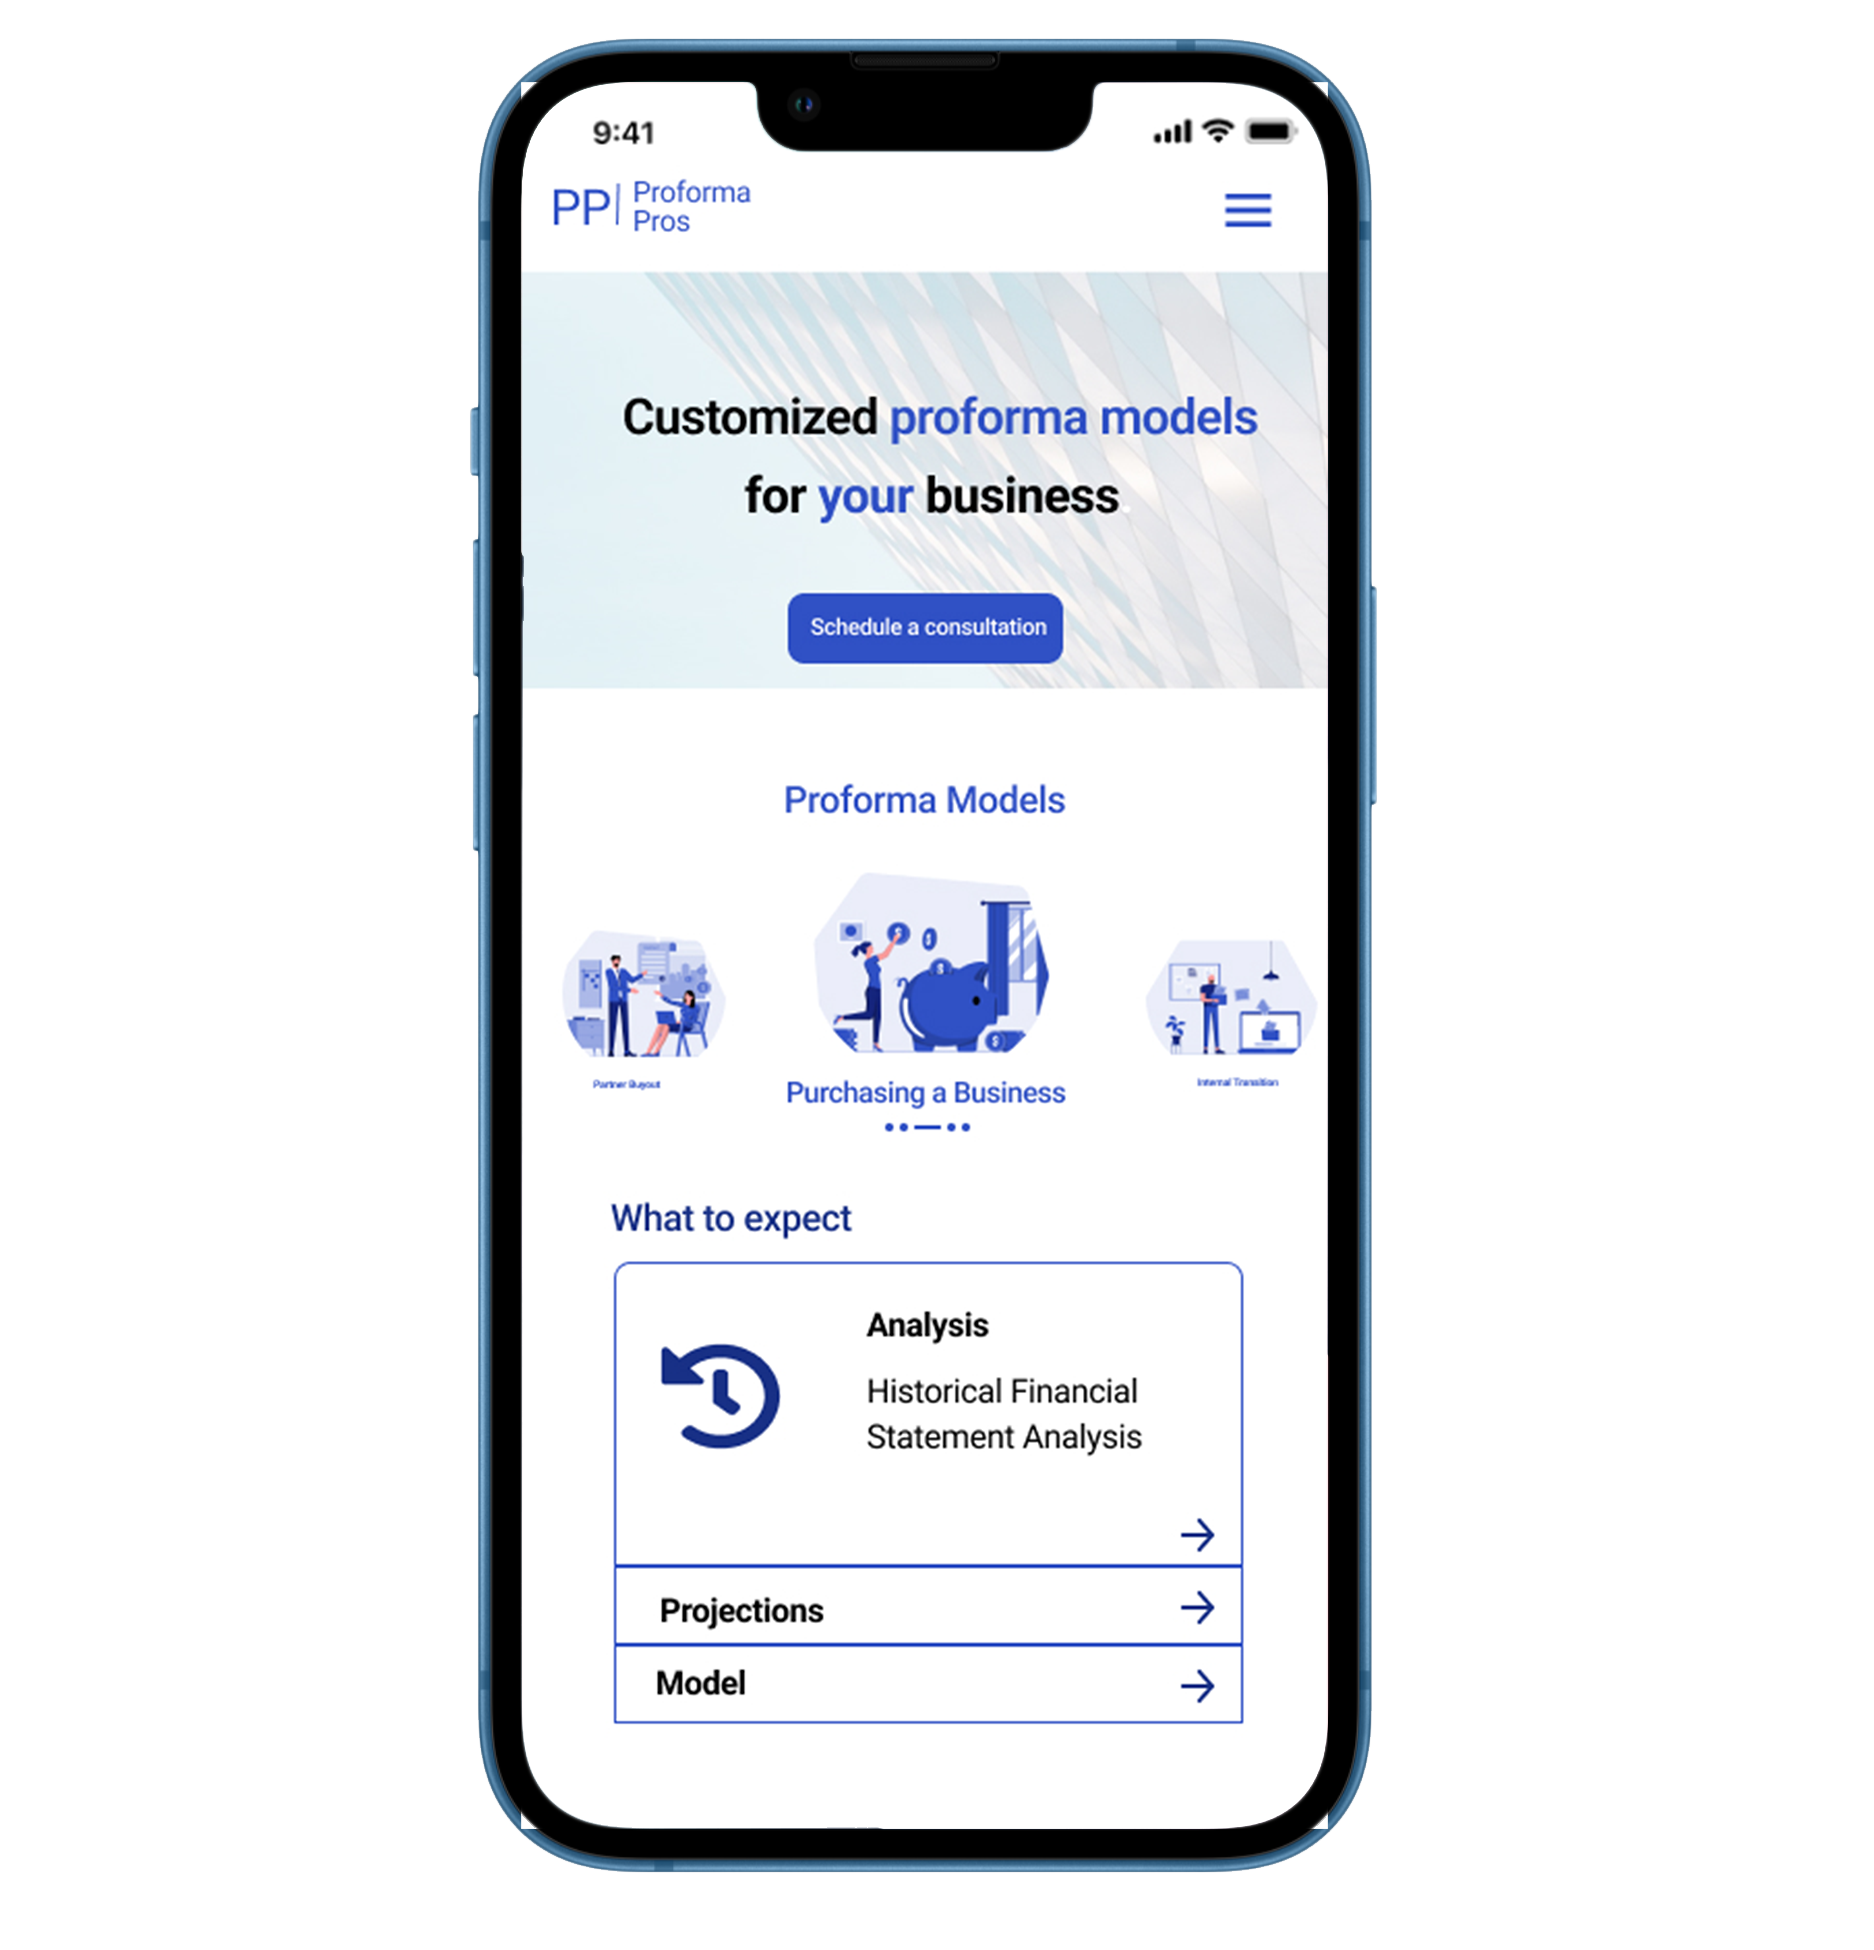 9:41
PP| Proforma
Pros
Customized proforma models
for your business.
Schedule a consultation
Proforma Models
Partner Buyout
Purchasing a Business
Internal Transition
What to expect
Analysis
Historical Financial
Statement Analysis
Projections
Model